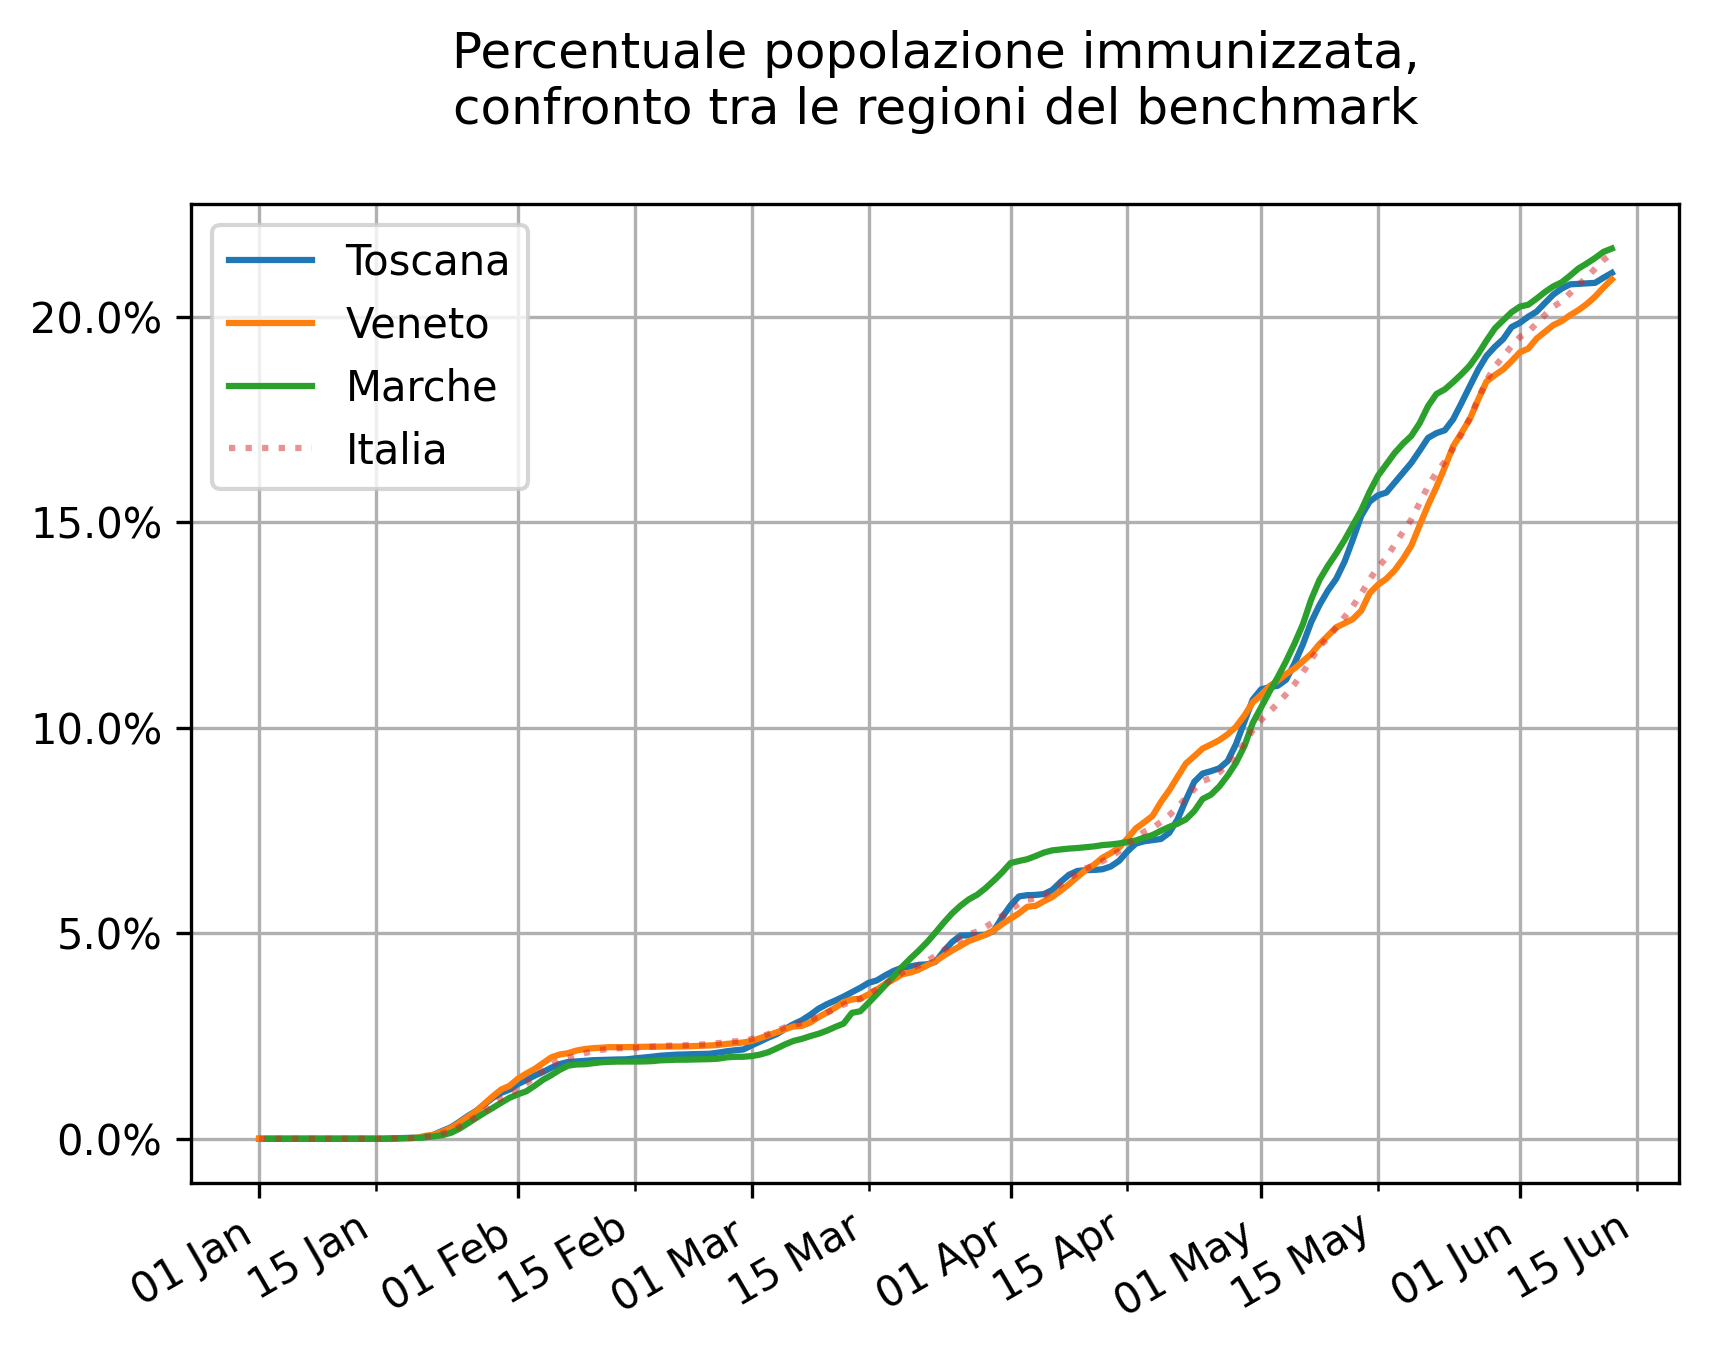 Percentuale popolazione immunizzata,
confronto tra le regioni del benchmark
Toscana
Veneto
Marche
Italia
20.0%
15.0%
10.0%
5.0%
0.0%
01 Jan
15 Jan
01 Feb
15 Feb
01 Mar
15 Mar
01 Apr
15 Apr
01 May
15 May
01 Jun
15 Jun